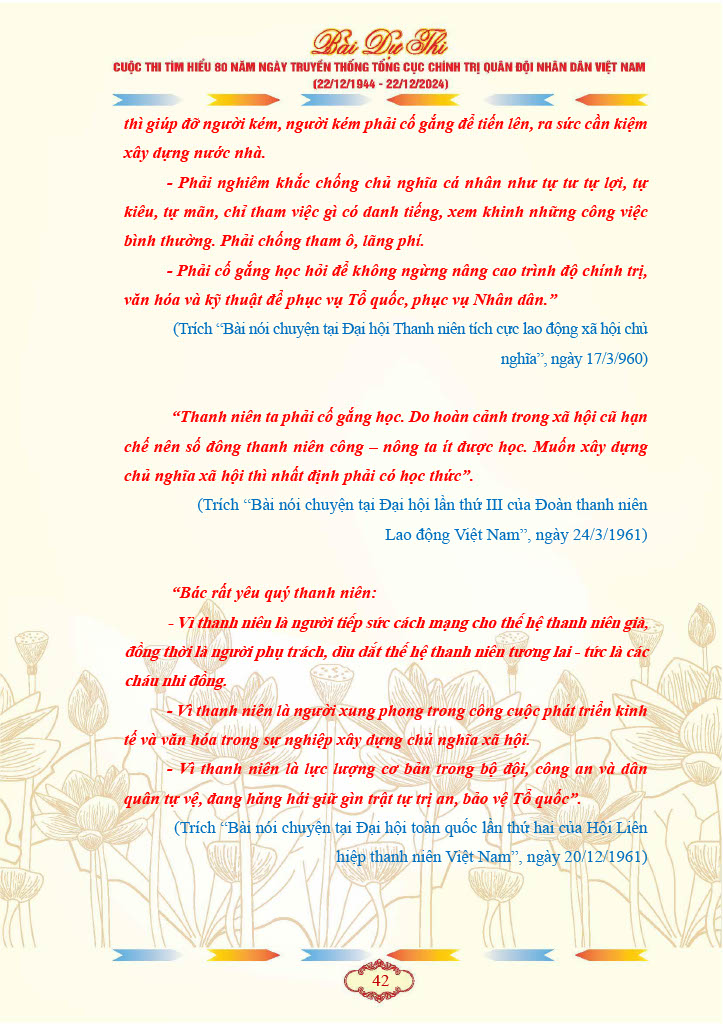 Bài Dự Thi
CUỘC THI TÌM HIỂU 80 NĂM NGÀY TRUYỀN THỐNG TỔNG CỤC CHÍNH TRỊ QUÂN ĐỘI NHÂN DÂN VIỆT NAM
(22/12/1944 - 22/12/2024)
thì giúp đỡ người kém, người kém phải cố gắng để tiến lên, ra sức cần kiệm
xây dựng nước nhà.
- Phải nghiêm khắc chống chủ nghĩa cá nhân như tự tư tự lợi, tự
kiêu, tự mãn, chỉ tham việc gì có danh tiếng, xem khinh những công việc
bình thường. Phải chống tham ô, lãng phí.
- Phải cố gắng học hỏi để không ngừng nâng cao trình độ chính trị,
văn hóa và kỹ thuật để phục vụ Tổ quốc, phục vụ Nhân dân.”
(Trích “Bài nói chuyện tại Đại hội Thanh niên tích cực lao động xã hội chủ
nghĩa”, ngày 17/3/960)
“Thanh niên ta phải cố gắng học. Do hoàn cảnh trong xã hội cũ hạn
chế nên số đông thanh niên công – nông ta ít được học. Muốn xây dựng
chủ nghĩa xã hội thì nhất định phải có học thức”.
(Trích “Bài nói chuyện tại Đại hội lần thứ III của Đoàn thanh niên
Lao động Việt Nam”, ngày 24/3/1961)
“Bác rất yêu quý thanh niên:
- Vì thanh niên là người tiếp sức cách mạng cho thế hệ thanh niên già,
đồng thời là người phụ trách, dìu dắt thế hệ thanh niên tương lai - tức là các
cháu nhi đồng.
- Vì thanh niên là người xung phong trong công cuộc phát triển kinh
tế và văn hóa trong sự nghiệp xây dựng chủ nghĩa xã hội.
- Vì thanh niên là lực lượng cơ bản trong bộ đội, công an và dân
quân tự vệ, đang hăng hái giữ gìn trật tự trị an, bảo vệ Tổ quốc”.
(Trích “Bài nói chuyện tại Đại hội toàn quốc lần thứ hai của Hội Liên
hiệp thanh niên Việt Nam”, ngày 20/12/1961)
42